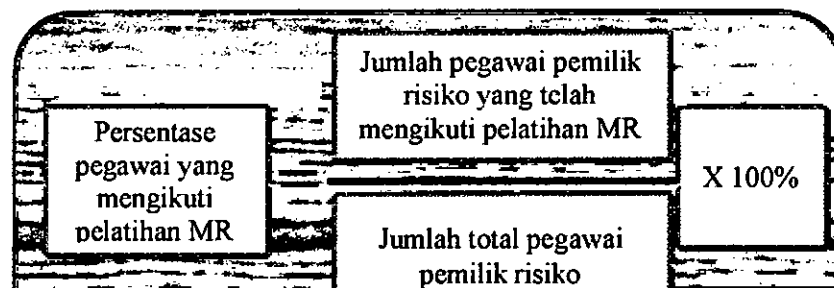 Persentase
pegawai yang
mengikuti
pelatihan MR
Jumlah pegawai pemilik
risiko yang telah
mengikuti pelatihan MR
Jumlah total pegawai
pemilik risiko
X 100%